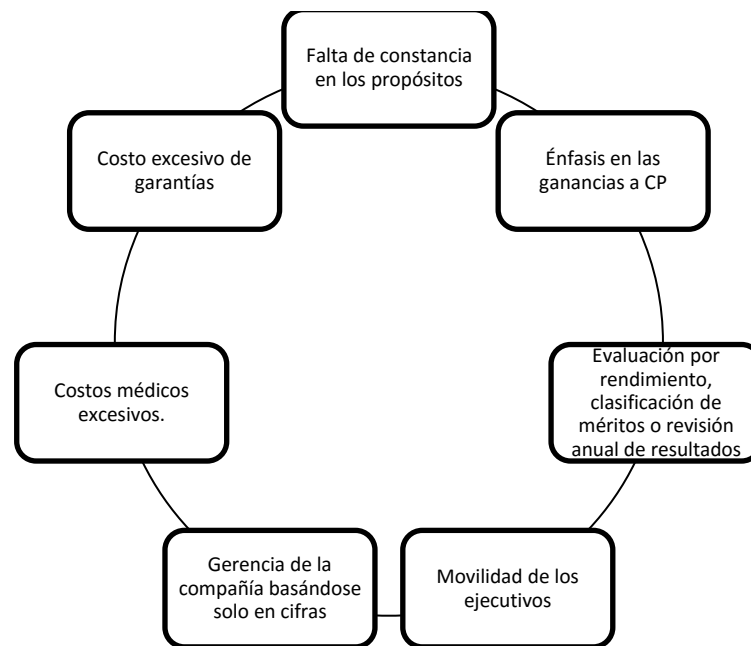 Falta de constancia
en los propósitos
Énfasis en las
ganancias a CP
Evaluación por
rendimiento,
clasificación de
méritos o revisión
anual de resultados
Movilidad de los
ejecutivos
Gerencia de la
compañía basándose
solo en cifras
Costos médicos
excesivos.
Costo excesivo de
garantías